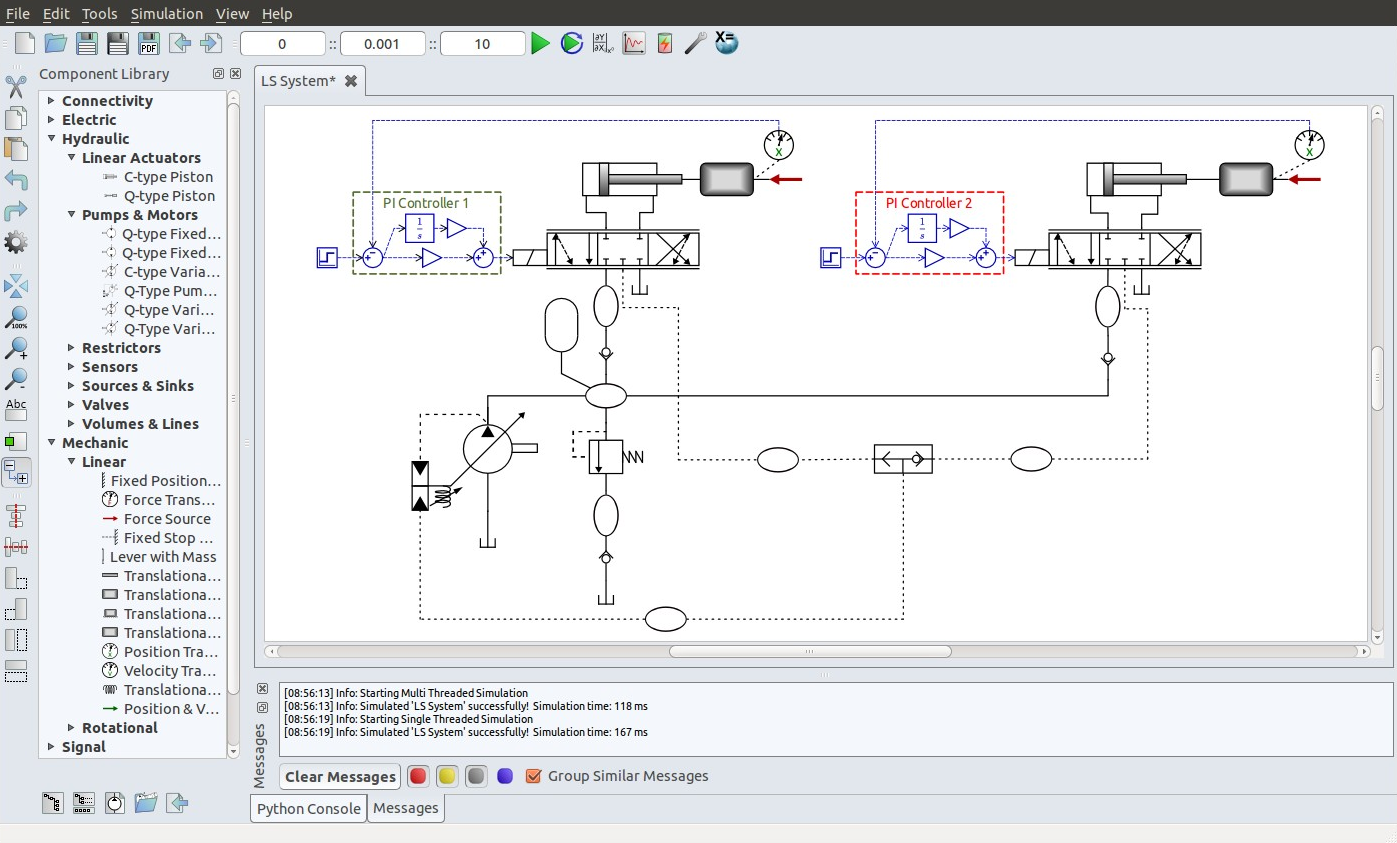 File Edit Tools Simulation View Help
PDF 0 :: 0.001 :: 10 X=
Component Library
LS System*
Connectivity
Electric
Hydraulic
Linear Actuators
C-type Piston
Q-type Piston
Pumps & Motors
Q-type Fixed...
Q-type Fixed...
C-type Varia...
Q-Type Pum...
Q-type Vari...
Q-Type Vari...
Restrictors
Sensors
Sources & Sinks
Valves
Volumes & Lines
Mechanic
Linear
Fixed Position...
Force Trans...
Force Source
Fixed Stop ...
Lever with Mass
Translationa...
Translationa...
Translationa...
Translationa...
Position Tra...
Velocity Tra...
Translationa...
Position & V...
Rotational
Signal
100%
Abc
X
X
PI Controller 1
1
s
+ - +
PI Controller 2
1
s
+ - +
Messages
[08:56:13] Info: Starting Multi Threaded Simulation
[08:56:13] Info: Simulated 'LS System' successfully! Simulation time: 118 ms
[08:56:19] Info: Starting Single Threaded Simulation
[08:56:19] Info: Simulated 'LS System' successfully! Simulation time: 167 ms
Clear Messages Group Similar Messages
Python Console Messages